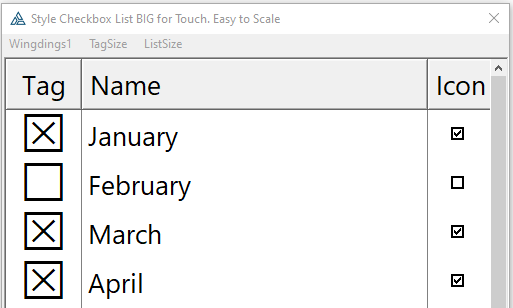 Style Checkbox List BIG for Touch. Easy to Scale
Wingdings1 TagSize ListSize
Tag Name Icon
January
February
March
April